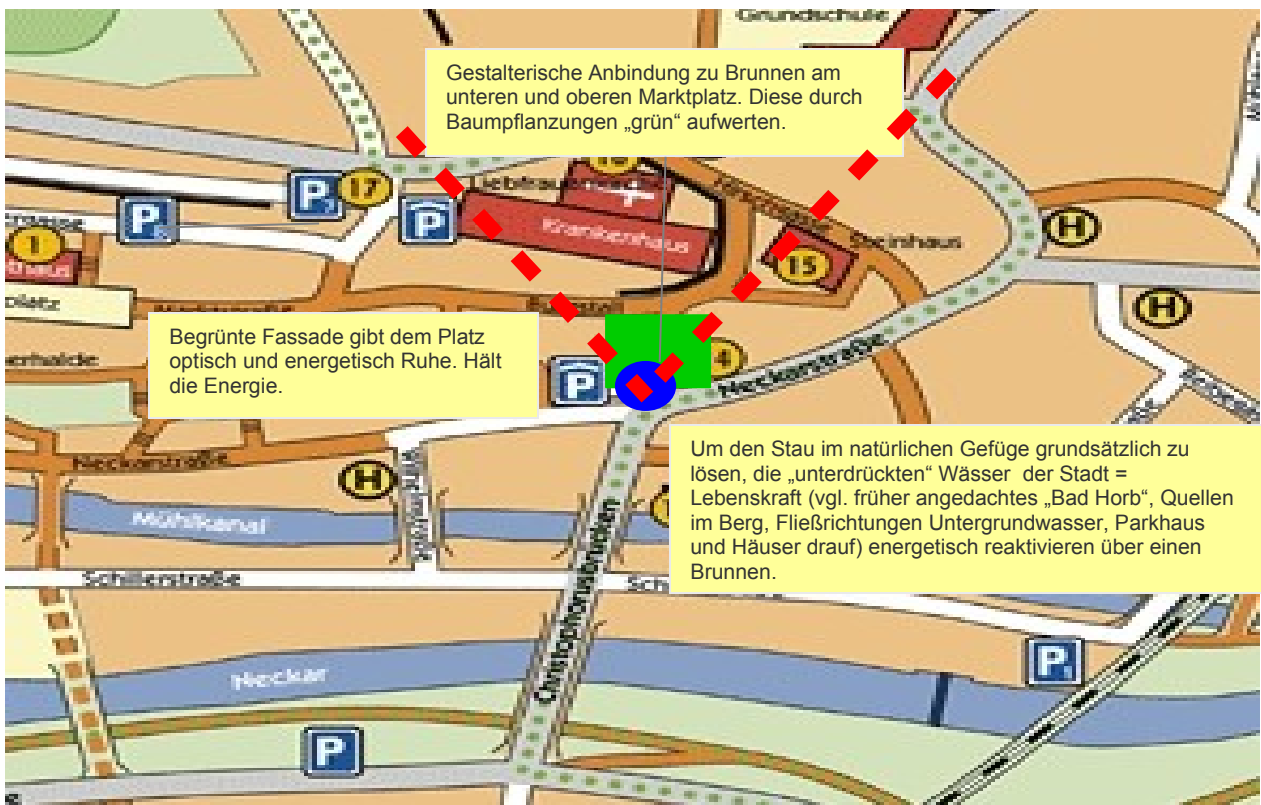 Grundschule
Gestalterische Anbindung zu Brunnen am
unteren und oberen Marktplatz. Diese durch
Baumpflanzungen „grün“ aufwerten.
P
17
P
P
Krankenhaus
Steinhaus
H
1
15
H
Begrünte Fassade gibt dem Platz
optisch und energetisch Ruhe. Hält
die Energie.
P
4
Neckarstraße
Um den Stau im natürlichen Gefüge grundsätzlich zu
lösen, die „unterdrückten“ Wässer der Stadt =
Lebenskraft (vgl. früher angedachtes „Bad Horb“, Quellen
im Berg, Fließrichtungen Untergrundwasser, Parkhaus
und Häuser drauf) energetisch reaktivieren über einen
Brunnen.
Neckarstraße
H
Mühlkanal
Schillerstraße
Christophorusbrücken
Neckar
P
P